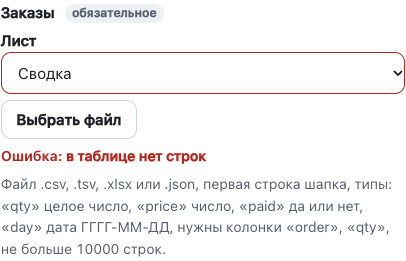 Заказы обязательное
Лист
Сводка
Выбрать файл
Ошибка: в таблице нет строк
Файл .csv, .tsv, .xlsx или .json, первая строка шапка, типы:
«qty» целое число, «price» число, «paid» да или нет,
«day» дата ГГГГ-ММ-ДД, нужны колонки «order», «qty»,
не больше 10000 строк.